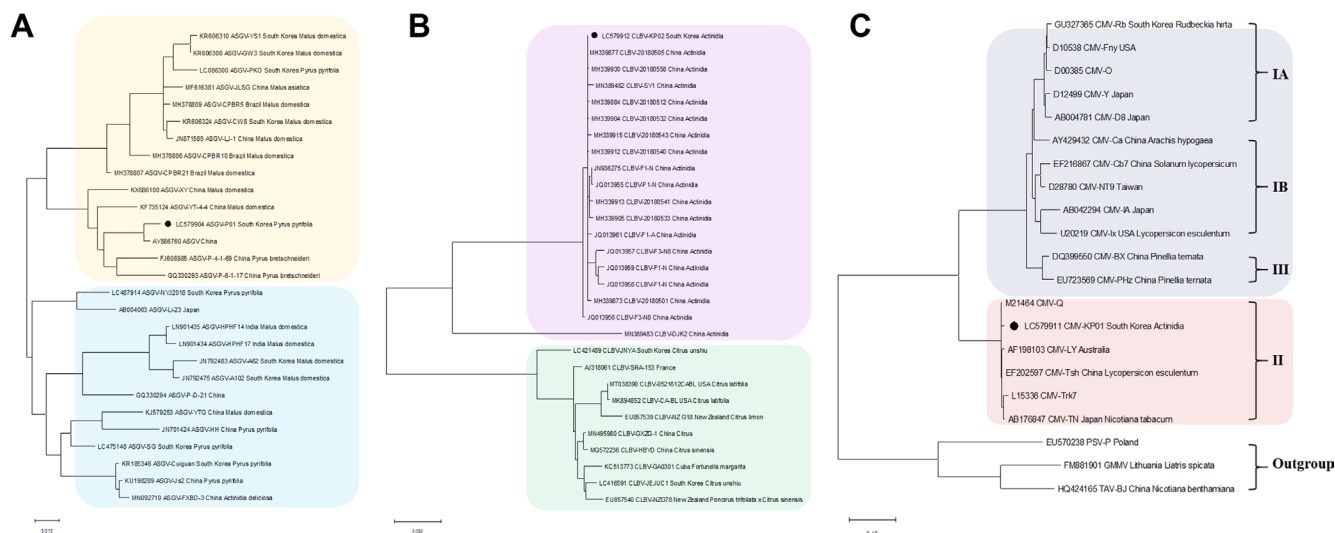 A
KR606310 ASGV-YS1 South Korea Malus domestica
KR606308 ASGV-GW3 South Korea Malus domestica
LC086300 ASGV-PKO South Korea Pyrus pyrifolia
MF616381 ASGV-JLSG China Malus asiatica
MH378809 ASGV-CPBR5 Brazil Malus domestica
KR606324 ASGV-CW8 South Korea Malus domestica
JN871585 ASGV-LJ-1 China Malus domestica
MH378806 ASGV-CPBR10 Brazil Malus domestica
MH378807 ASGV-CPBR21 Brazil Malus domestica
KX686100 ASGV-XY China Malus domestica
KF735124 ASGV-YT-4-4 China Malus domestica
LC579904 ASGV-P01 South Korea Pyrus pyrifolia
AY886760 ASGV China
FJ608985 ASGV-P-4-1-69 China Pyrus bretschneideri
GQ330293 ASGV-P-6-1-17 China Pyrus bretschneideri
LC487914 ASGV-NYJ2018 South Korea Pyrus pyrifolia
AB004063 ASGV-Li-23 Japan
LN901435 ASGV-HPHF14 India Malus domestica
LN901434 ASGV-HPHF17 India Malus domestica
JN792483 ASGV-A62 South Korea Malus domestica
JN792475 ASGV-A102 South Korea Malus domestica
GQ330294 ASGV-P-D-21 China
KJ579253 ASGV-YTG China Malus domestica
JN701424 ASGV-HH China Pyrus pyrifolia
LC475148 ASGV-SG South Korea Pyrus pyrifolia
KR185346 ASGV-Cuiguan South Korea Pyrus pyrifolia
KU198289 ASGV-Js2 China Pyrus pyrifolia
MN092710 ASGV-FXBD-3 China Actinidia deliciosa
0.010
B
LC579912 CLBV-KP02 South Korea Actinidia
MH339877 CLBV-20180505 China Actinidia
MH339930 CLBV-20180558 China Actinidia
MN389482 CLBV-SY1 China Actinidia
MH339884 CLBV-20180512 China Actinidia
MH339904 CLBV-20180532 China Actinidia
MH339915 CLBV-20180543 China Actinidia
MH339912 CLBV-20180540 China Actinidia
JN936275 CLBV-F1-N China Actinidia
JQ013955 CLBV-F1-N China Actinidia
MH339913 CLBV-20180541 China Actinidia
MH339905 CLBV-20180533 China Actinidia
JQ013961 CLBV-F1-A China Actinidia
JQ013957 CLBV-F3-N8 China Actinidia
JQ013959 CLBV-F1-N China Actinidia
JQ013958 CLBV-F1-N China Actinidia
MH339873 CLBV-20180501 China Actinidia
JQ013956 CLBV-F3-N8 China Actinidia
MN389483 CLBV-DJK2 China Actinidia
LC421489 CLBV-JNYA South Korea Citrus unshiu
AJ318061 CLBV-SRA-153 France
MT038390 CLBV-0521612CABL USA Citrus latifolia
MK894852 CLBV-CA-BL USA Citrus latifolia
EU857539 CLBV-NZ G18 New Zealand Citrus limon
MN495980 CLBV-GXZG-1 China Citrus
MG572236 CLBV-HBYD China Citrus sinensis
KC513773 CLBV-GA6301 Cuba Fortunella margarita
LC416591 CLBV-JEJUC1 South Korea Citrus unshiu
EU857540 CLBV-NZG78 New Zealand Poncirus trifoliata x Citrus sinensis
0.050
C
GU327365 CMV-Rb South Korea Rudbeckia hirta
D10538 CMV-Fny USA
D00385 CMV-O
D12499 CMV-Y Japan
AB004781 CMV-D8 Japan
IA
AY429432 CMV-Ca China Arachis hypogaea
EF216867 CMV-Cb7 China Solanum lycopersicum
D28780 CMV-NT9 Taiwan
AB042294 CMV-IA Japan
U20219 CMV-Ix USA Lycopersicon esculentum
IB
DQ399550 CMV-BX China Pinellia ternata
EU723569 CMV-PHz China Pinellia ternata
III
M21464 CMV-Q
LC579911 CMV-KP01 South Korea Actinidia
AF198103 CMV-LY Australia
EF202597 CMV-Tsh China Lycopersicon esculentum
L15336 CMV-Trk7
AB176847 CMV-TN Japan Nicotiana tabacum
II
EU570238 PSV-P Poland
FM881901 GMMV Lithuania Liatris spicata
HQ424165 TAV-BJ China Nicotiana benthamiana
Outgroup